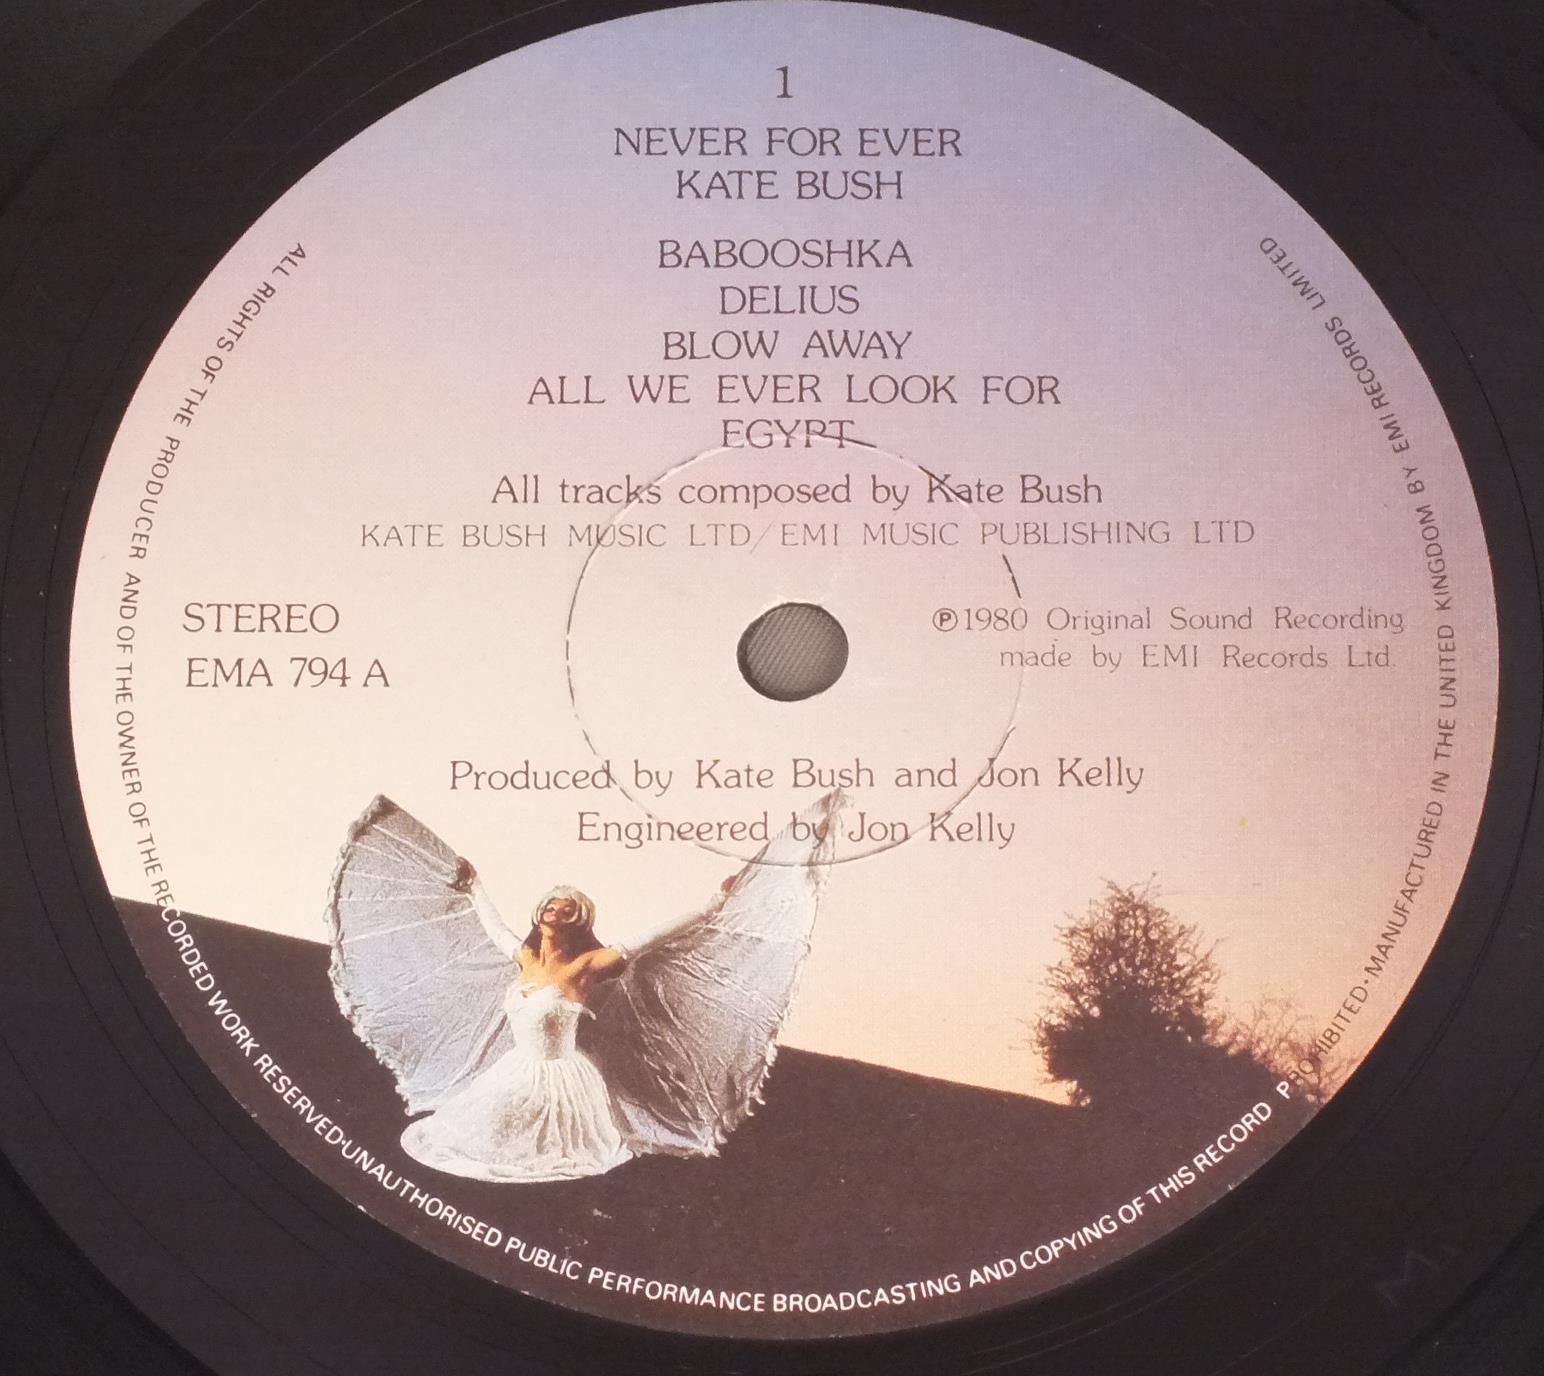 1
NEVER FOR EVER
KATE BUSH
BABOOSHKA
DELIUS
BLOW AWAY
ALL WE EVER LOOK FOR
EGYPT
All tracks composed by Kate Bush
KATE BUSH MUSIC LTD/EMI MUSIC PUBLISHING LTD
STEREO
EMA 794 A
℗1980 Original Sound Recording
made by EMI Records Ltd.
Produced by Kate Bush and Jon Kelly
Engineered by Jon Kelly
ALL RIGHTS OF THE PRODUCER AND OF THE OWNER OF THE RECORDED WORK RESERVED·UNAUTHORISED PUBLIC PERFORMANCE BROADCASTING AND COPYING OF THIS RECORD PROHIBITED·MANUFACTURED IN THE UNITED KINGDOM BY EMI RECORDS LIMITED